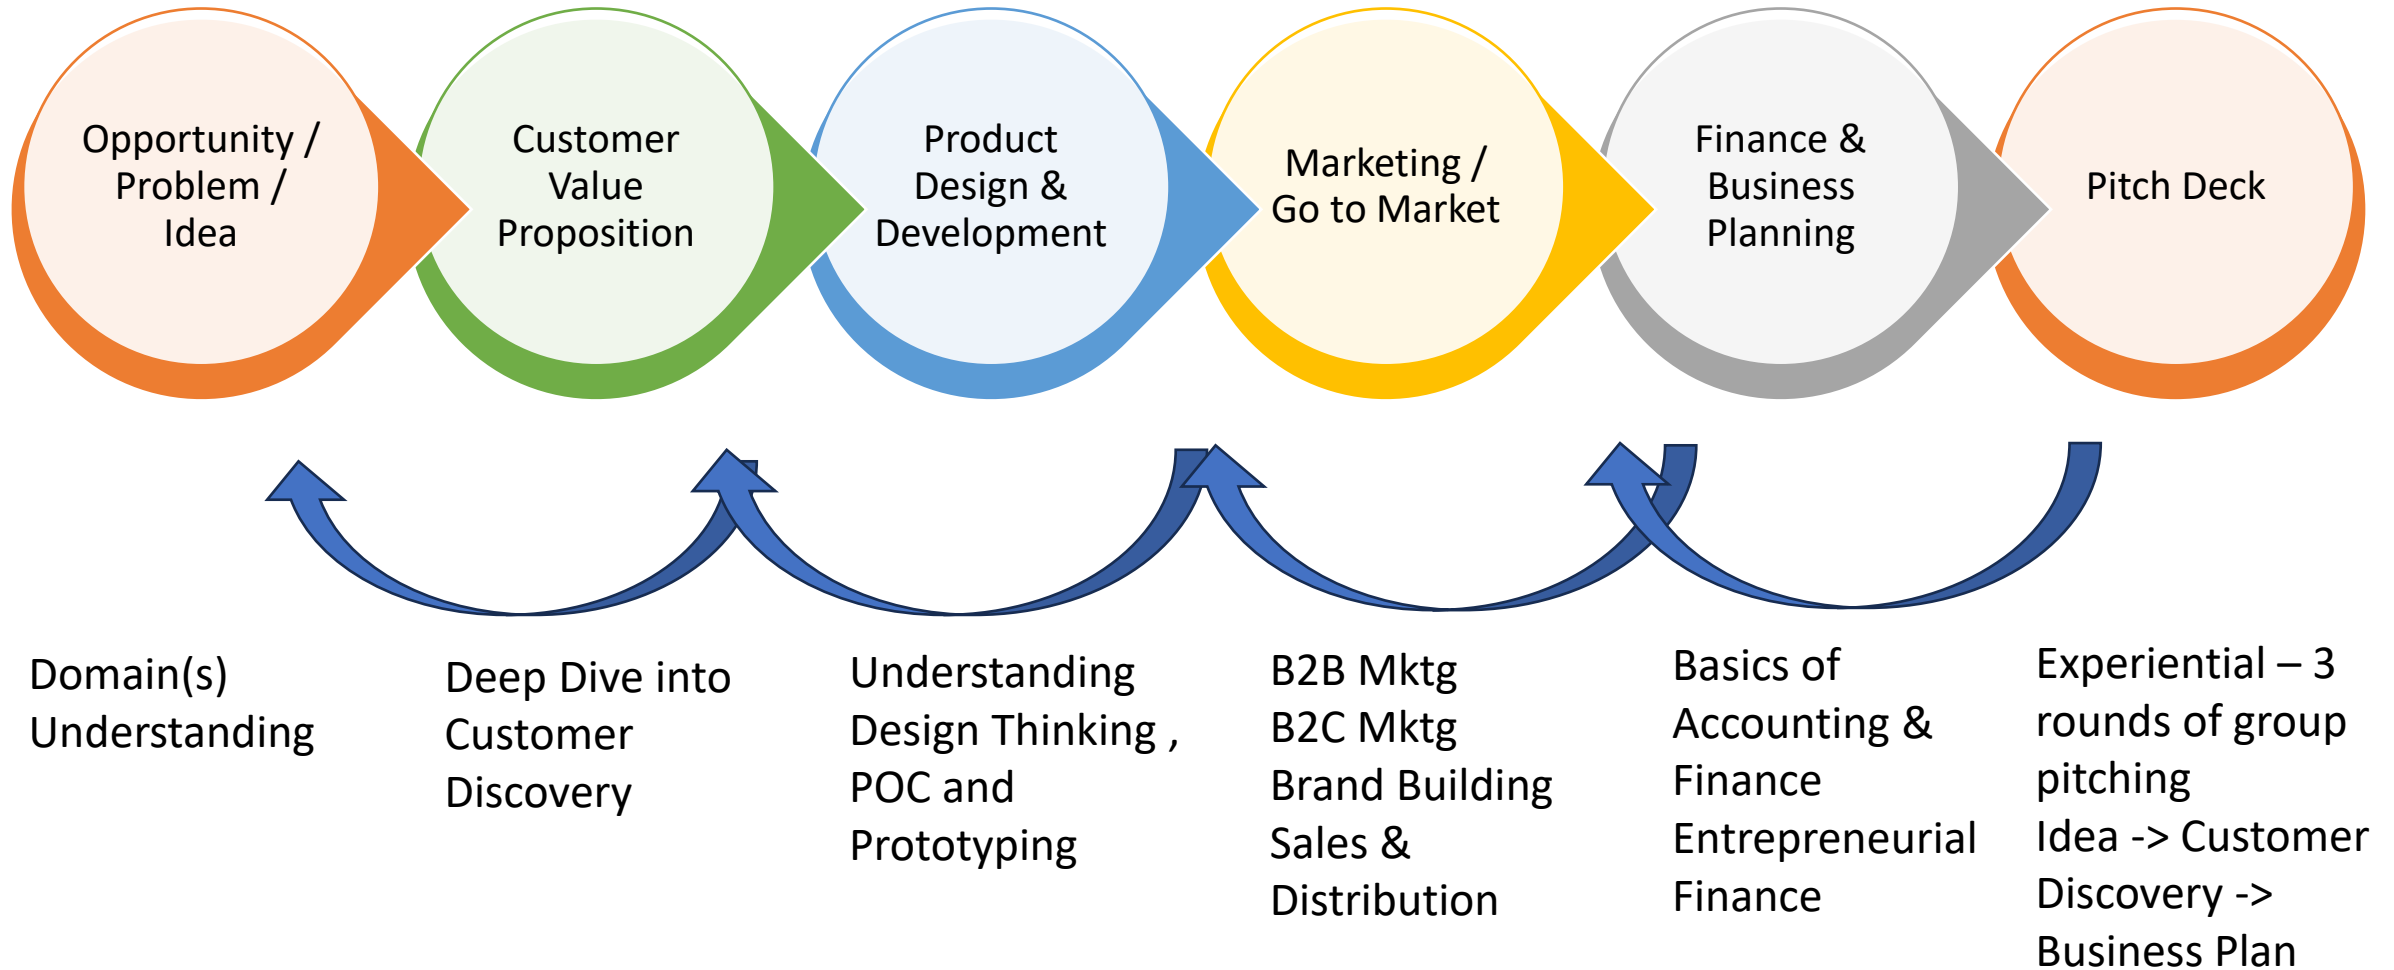 Opportunity /
Problem /
Idea
Customer
Value
Proposition
Product
Design &
Development
Marketing /
Go to Market
Finance &
Business
Planning
Pitch Deck
Domain(s)
Understanding
Deep Dive into
Customer
Discovery
Understanding
Design Thinking ,
POC and
Prototyping
B2B Mktg
B2C Mktg
Brand Building
Sales &
Distribution
Basics of
Accounting &
Finance
Entrepreneurial
Finance
Experiential – 3
rounds of group
pitching
Idea -> Customer
Discovery ->
Business Plan